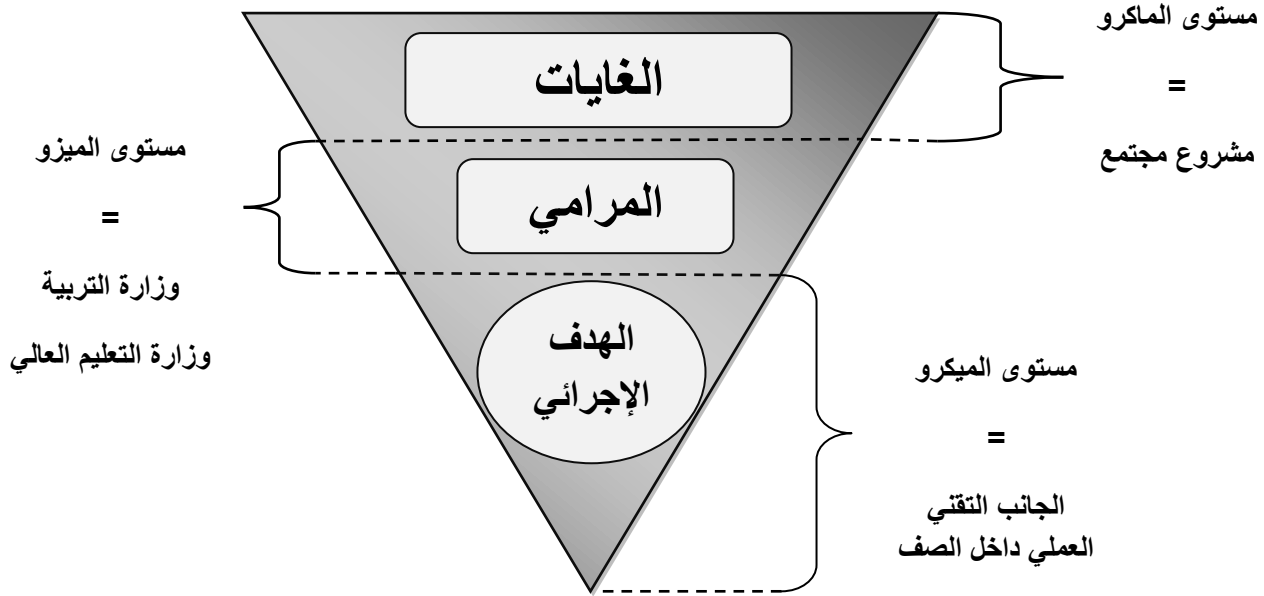 مستوى الماكرو
=
مشروع مجتمع
الغايات
مستوى الميزو
=
وزارة التربية
وزارة التعليم العالي
المرامي
الهدف
الإجرائي
مستوى الميكرو
=
الجانب التقني
العملي داخل الصف